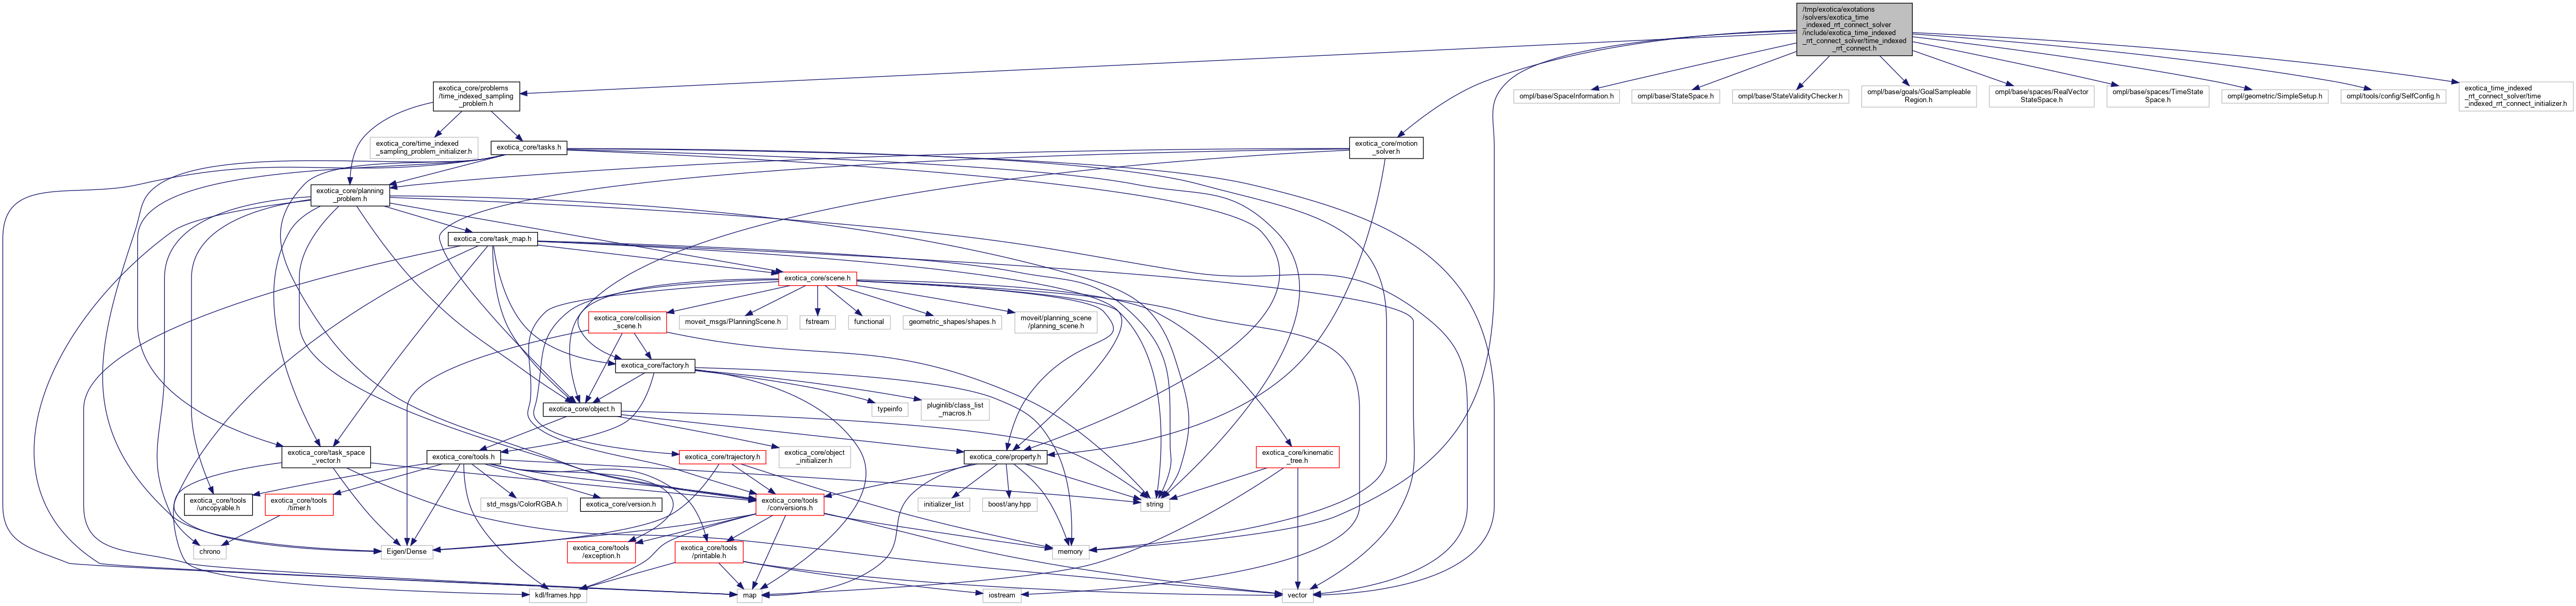 /tmp/exotica/exotations
/solvers/exotica_time
_indexed_rrt_connect_solver
/include/exotica_time_indexed
_rrt_connect_solver/time_indexed
_rrt_connect.h
exotica_core/problems
/time_indexed_sampling
_problem.h
ompl/base/SpaceInformation.h
ompl/base/StateSpace.h
ompl/base/StateValidityChecker.h
ompl/base/goals/GoalSampleable
Region.h
ompl/base/spaces/RealVector
StateSpace.h
ompl/base/spaces/TimeState
Space.h
ompl/geometric/SimpleSetup.h
ompl/tools/config/SelfConfig.h
exotica_time_indexed
_rrt_connect_solver/time
_indexed_rrt_connect_initializer.h
exotica_core/time_indexed
_sampling_problem_initializer.h
exotica_core/tasks.h
exotica_core/motion
_solver.h
exotica_core/planning
_problem.h
exotica_core/task_map.h
exotica_core/scene.h
exotica_core/collision
_scene.h
moveit_msgs/PlanningScene.h
fstream
functional
geometric_shapes/shapes.h
moveit/planning_scene
/planning_scene.h
exotica_core/factory.h
exotica_core/object.h
typeinfo
pluginlib/class_list
_macros.h
exotica_core/task_space
_vector.h
exotica_core/tools.h
exotica_core/trajectory.h
exotica_core/object
_initializer.h
exotica_core/property.h
exotica_core/kinematic
_tree.h
exotica_core/tools
/uncopyable.h
exotica_core/tools
/timer.h
std_msgs/ColorRGBA.h
exotica_core/version.h
exotica_core/tools
/conversions.h
initializer_list
boost/any.hpp
string
chrono
Eigen/Dense
exotica_core/tools
/exception.h
exotica_core/tools
/printable.h
memory
kdl/frames.hpp
map
iostream
vector